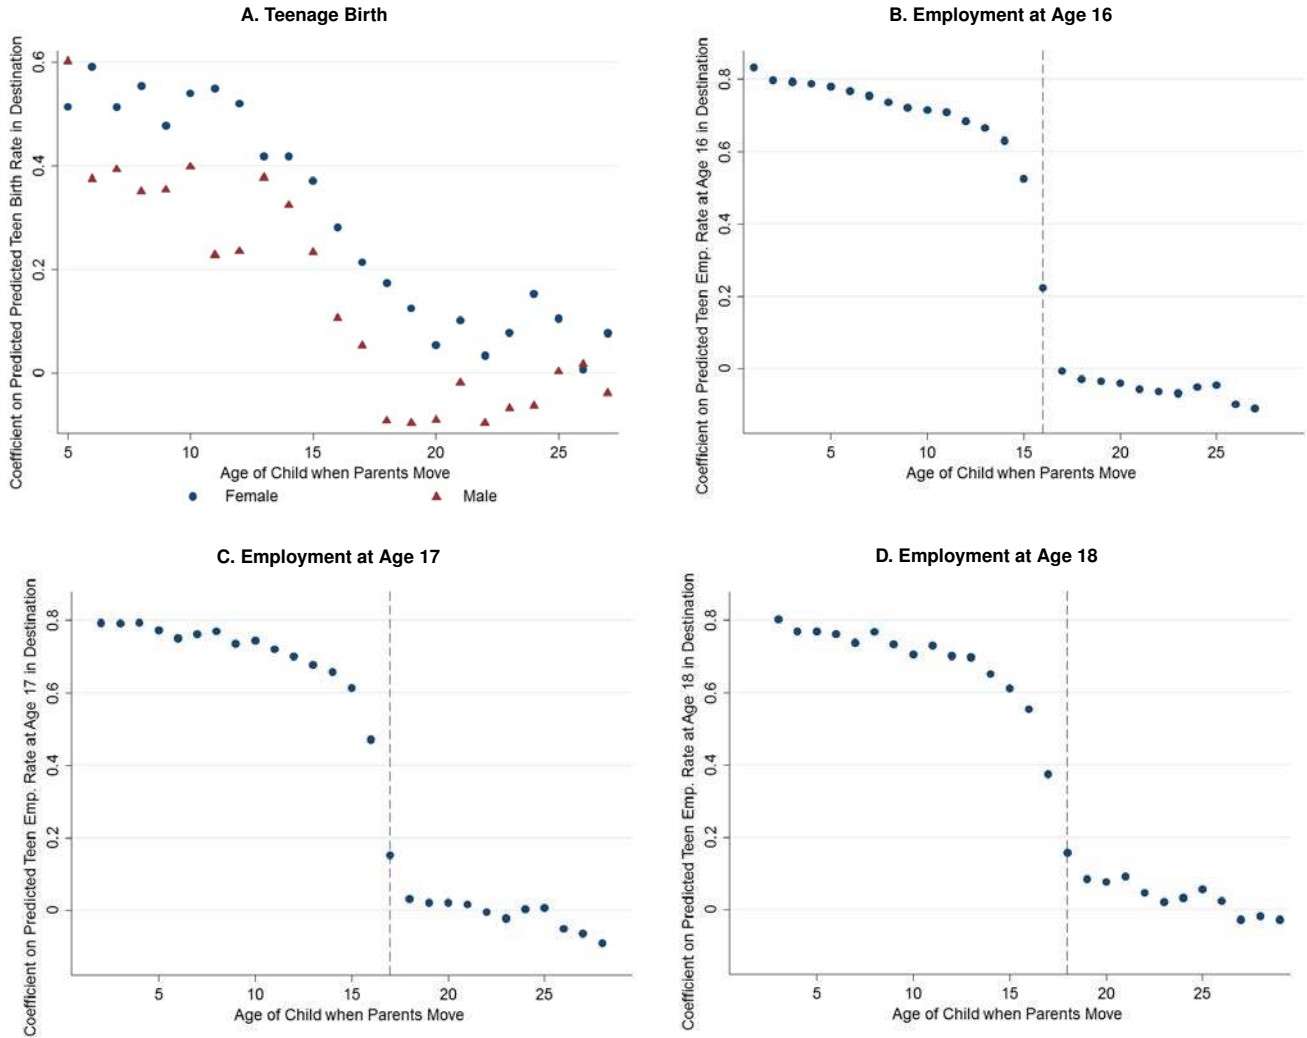 A. Teenage Birth
Coefficient on Predicted Predicted Teen Birth Rate in Destination
0.6
0.4
0.2
0
5 10 15 20 25
Age of Child when Parents Move
Female Male
B. Employment at Age 16
Coefficient on Predicted Teen Emp. Rate at Age 16 in Destination
0.8
0.6
0.4
0.2
0
5 10 15 20 25
Age of Child when Parents Move
C. Employment at Age 17
Coefficient on Predicted Teen Emp. Rate at Age 17 in Destination
0.8
0.6
0.4
0.2
0
5 10 15 20 25
Age of Child when Parents Move
D. Employment at Age 18
Coefficient on Predicted Teen Emp. Rate at Age 18 in Destination
0.8
0.6
0.4
0.2
0
5 10 15 20 25
Age of Child when Parents Move